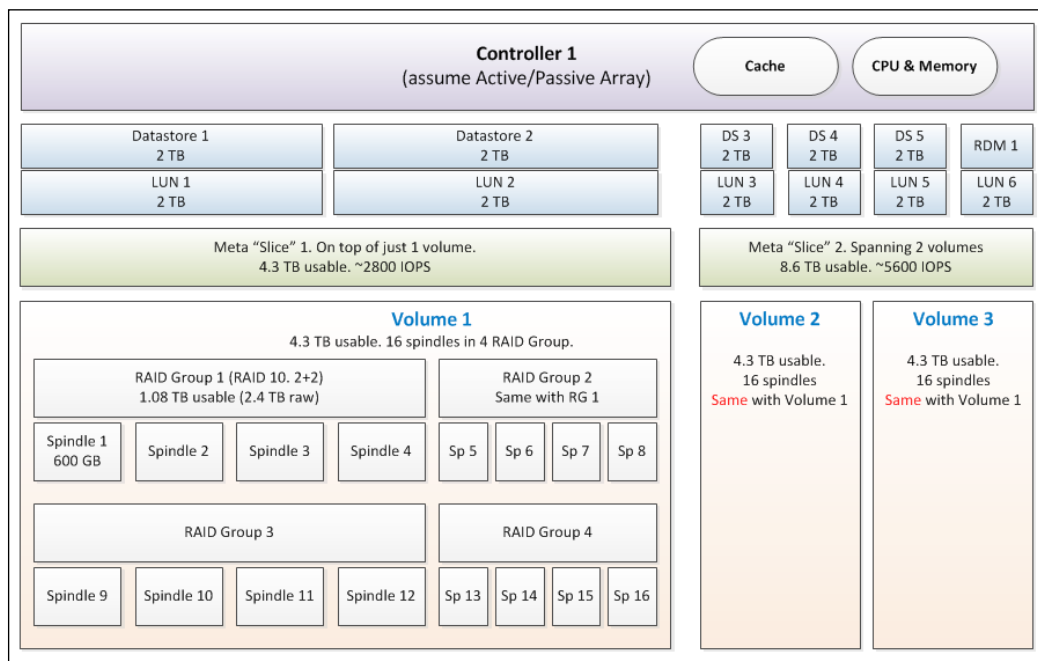 Controller 1
(assume Active/Passive Array)
Cache
CPU & Memory
Datastore 1
2 TB
Datastore 2
2 TB
DS 3
2 TB
DS 4
2 TB
DS 5
2 TB
RDM 1
LUN 1
2 TB
LUN 2
2 TB
LUN 3
2 TB
LUN 4
2 TB
LUN 5
2 TB
LUN 6
2 TB
Meta “Slice” 1. On top of just 1 volume.
4.3 TB usable. ~2800 IOPS
Meta “Slice” 2. Spanning 2 volumes
8.6 TB usable. ~5600 IOPS
Volume 1
4.3 TB usable. 16 spindles in 4 RAID Group.
RAID Group 1 (RAID 10. 2+2)
1.08 TB usable (2.4 TB raw)
RAID Group 2
Same with RG 1
Spindle 1
600 GB
Spindle 2
Spindle 3
Spindle 4
Sp 5
Sp 6
Sp 7
Sp 8
RAID Group 3
RAID Group 4
Spindle 9
Spindle 10
Spindle 11
Spindle 12
Sp 13
Sp 14
Sp 15
Sp 16
Volume 2
4.3 TB usable.
16 spindles
Same with Volume 1
Volume 3
4.3 TB usable.
16 spindles
Same with Volume 1